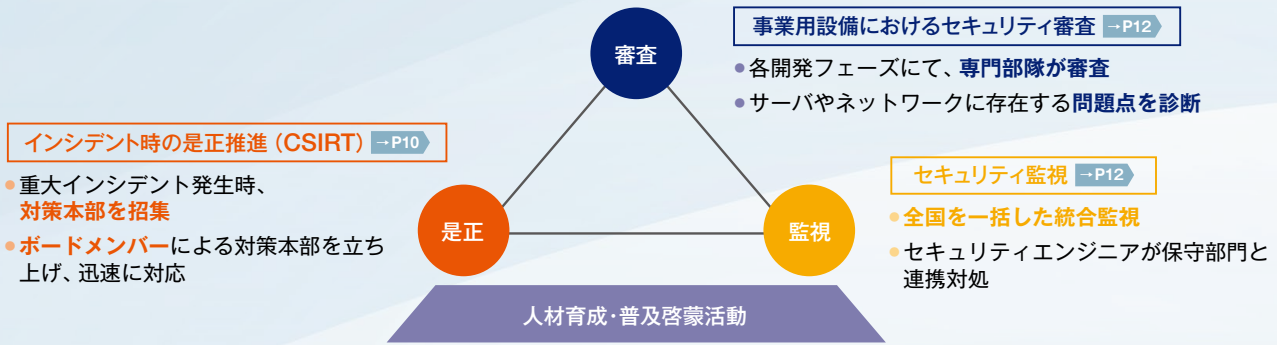 審査
事業用設備におけるセキュリティ審査 →P12
•各開発フェーズにて、専門部隊が審査
•サーバやネットワークに存在する問題点を診断
インシデント時の是正推進（CSIRT） →P10
•重大インシデント発生時、
対策本部を招集
•ボードメンバーによる対策本部を立ち
上げ、迅速に対応
是正
監視
セキュリティ監視 →P12
•全国を一括した統合監視
•セキュリティエンジニアが保守部門と
連携対処
人材育成･普及啓蒙活動